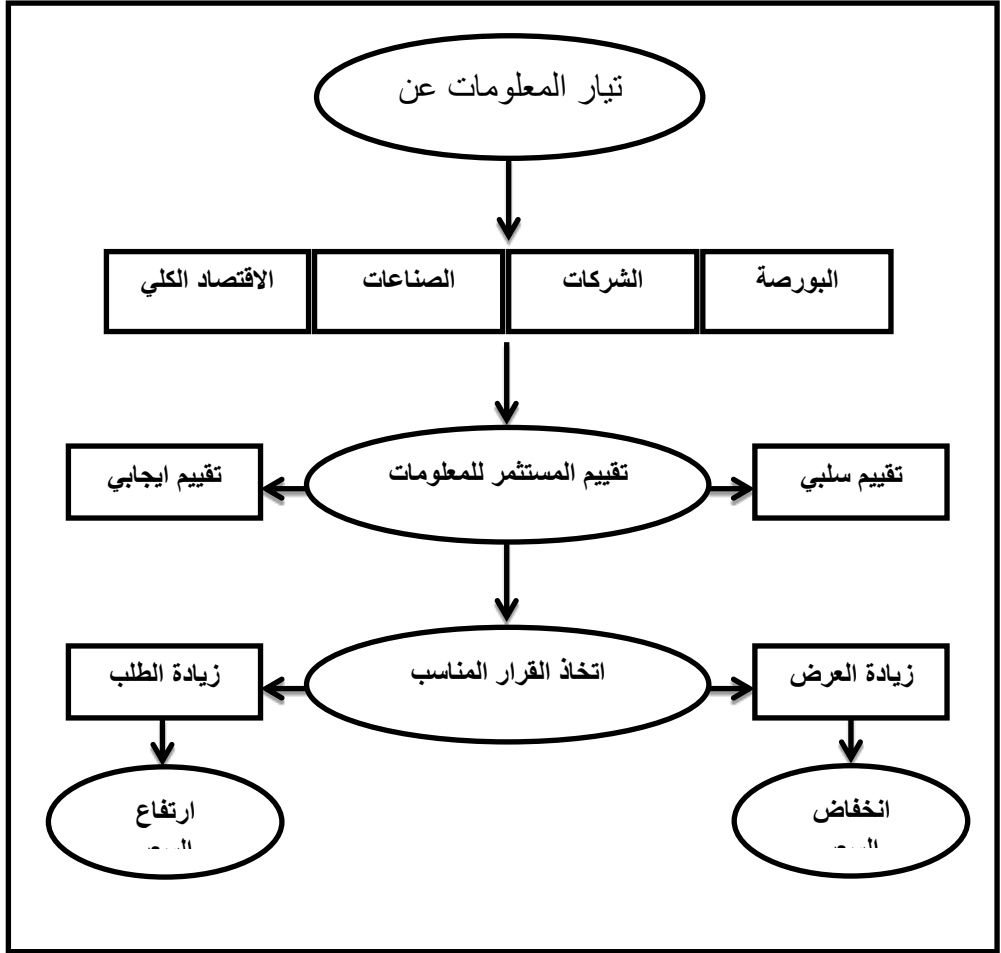 تيار المعلومات عن
البورصة
الشركات
الصناعات
الاقتصاد الكلي
تقييم سلبي
تقييم المستثمر للمعلومات
تقييم ايجابي
زيادة العرض
اتخاذ القرار المناسب
زيادة الطلب
انخفاض
ارتفاع